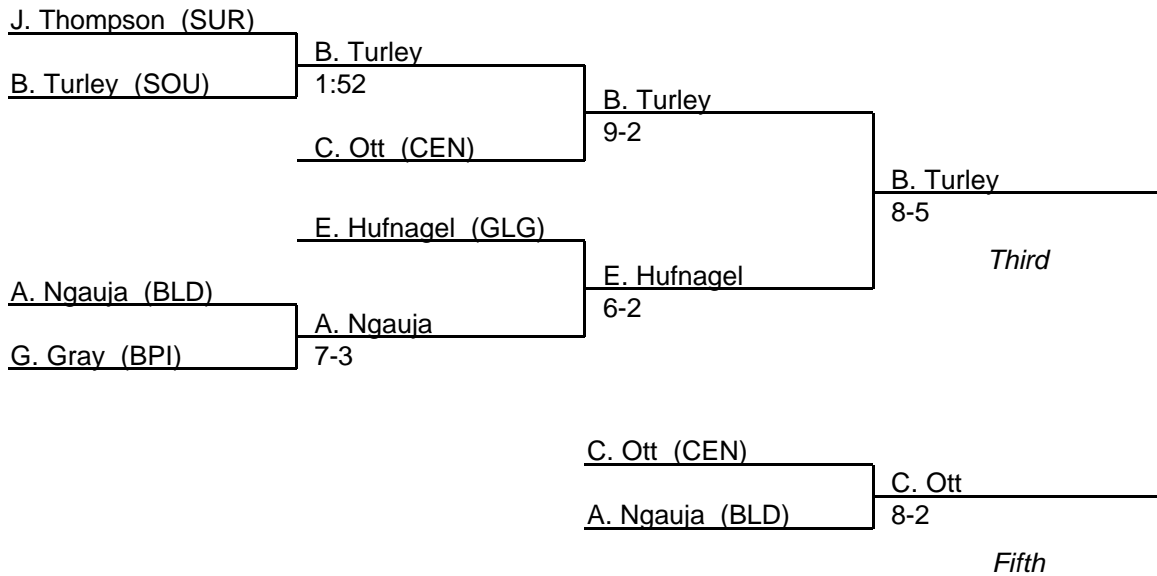 J. Thompson (SUR)
B. Turley (SOU)
B. Turley
1:52
C. Ott (CEN)
B. Turley
9-2
E. Hufnagel (GLG)
A. Ngauja (BLD)
G. Gray (BPI)
A. Ngauja
7-3
E. Hufnagel
6-2
B. Turley
8-5
Third
C. Ott (CEN)
A. Ngauja (BLD)
C. Ott
8-2
Fifth